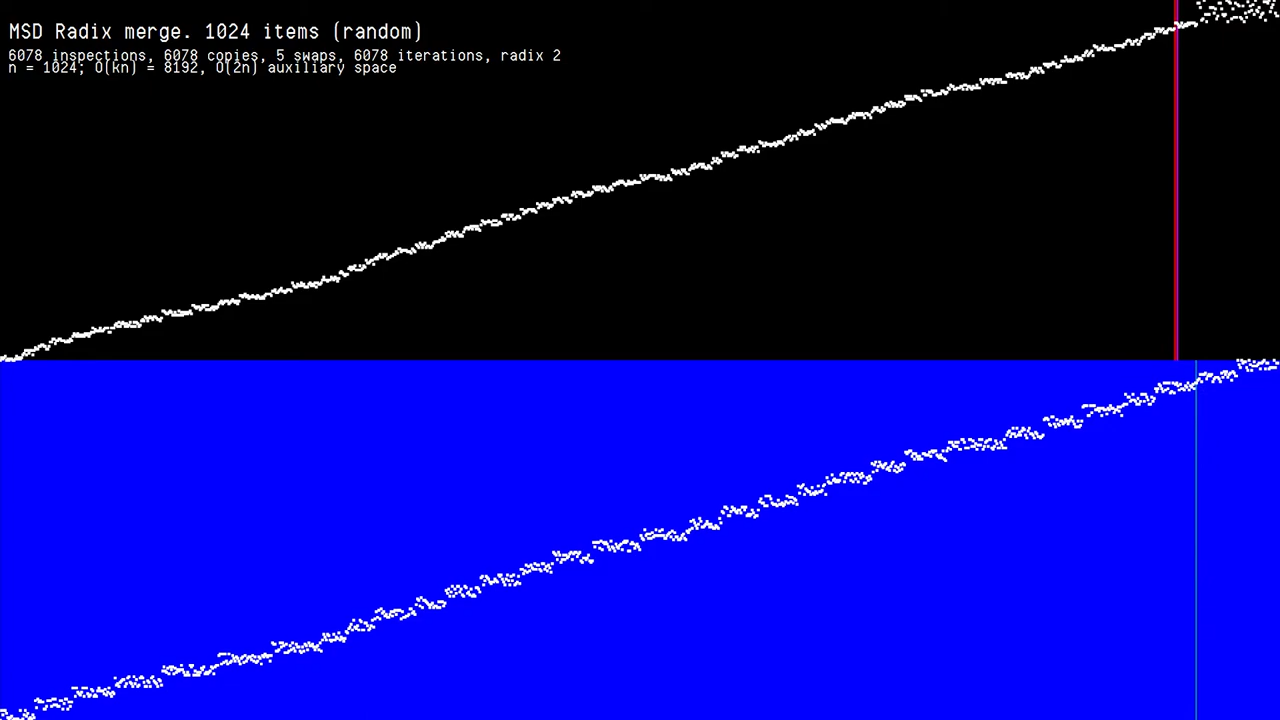 MSD Radix merge. 1024 items (random)
6078 inspections, 6078 copies, 5 swaps, 6078 iterations, radix 2
n = 1024; O(kn) = 8192, O(2n) auxiliary space